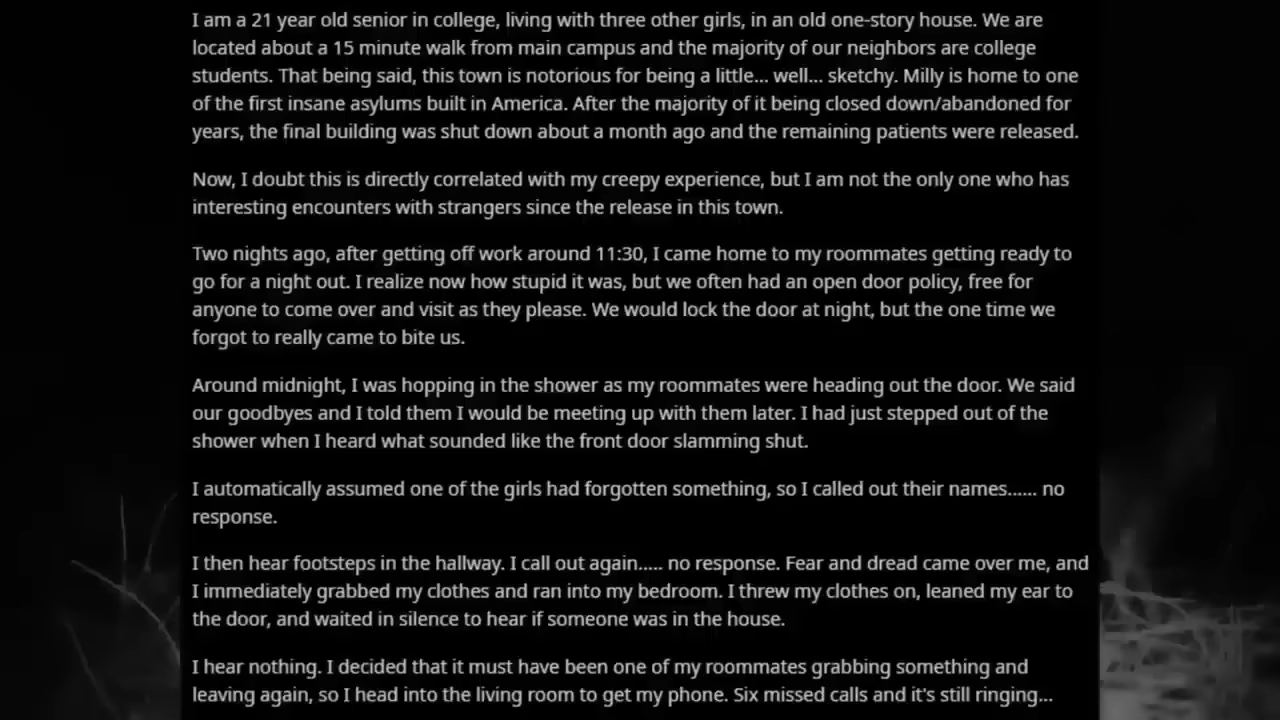 I am a 21 year old senior in college, living with three other girls, in an old one-story house. We are
located about a 15 minute walk from main campus and the majority of our neighbors are college
students. That being said, this town is notorious for being a little... well... sketchy. Milly is home to one
of the first insane asylums built in America. After the majority of it being closed down/abandoned for
years, the final building was shut down about a month ago and the remaining patients were released.
Now, I doubt this is directly correlated with my creepy experience, but I am not the only one who has
interesting encounters with strangers since the release in this town.
Two nights ago, after getting off work around 11:30, I came home to my roommates getting ready to
go for a night out. I realize now how stupid it was, but we often had an open door policy, free for
anyone to come over and visit as they please. We would lock the door at night, but the one time we
forgot to really came to bite us.
Around midnight, I was hopping in the shower as my roommates were heading out the door. We said
our goodbyes and I told them I would be meeting up with them later. I had just stepped out of the
shower when I heard what sounded like the front door slamming shut.
I automatically assumed one of the girls had forgotten something, so I called out their names...... no
response.
I then hear footsteps in the hallway. I call out again..... no response. Fear and dread came over me, and
I immediately grabbed my clothes and ran into my bedroom. I threw my clothes on, leaned my ear to
the door, and waited in silence to hear if someone was in the house.
I hear nothing. I decided that it must have been one of my roommates grabbing something and
leaving again, so I head into the living room to get my phone. Six missed calls and it's still ringing...